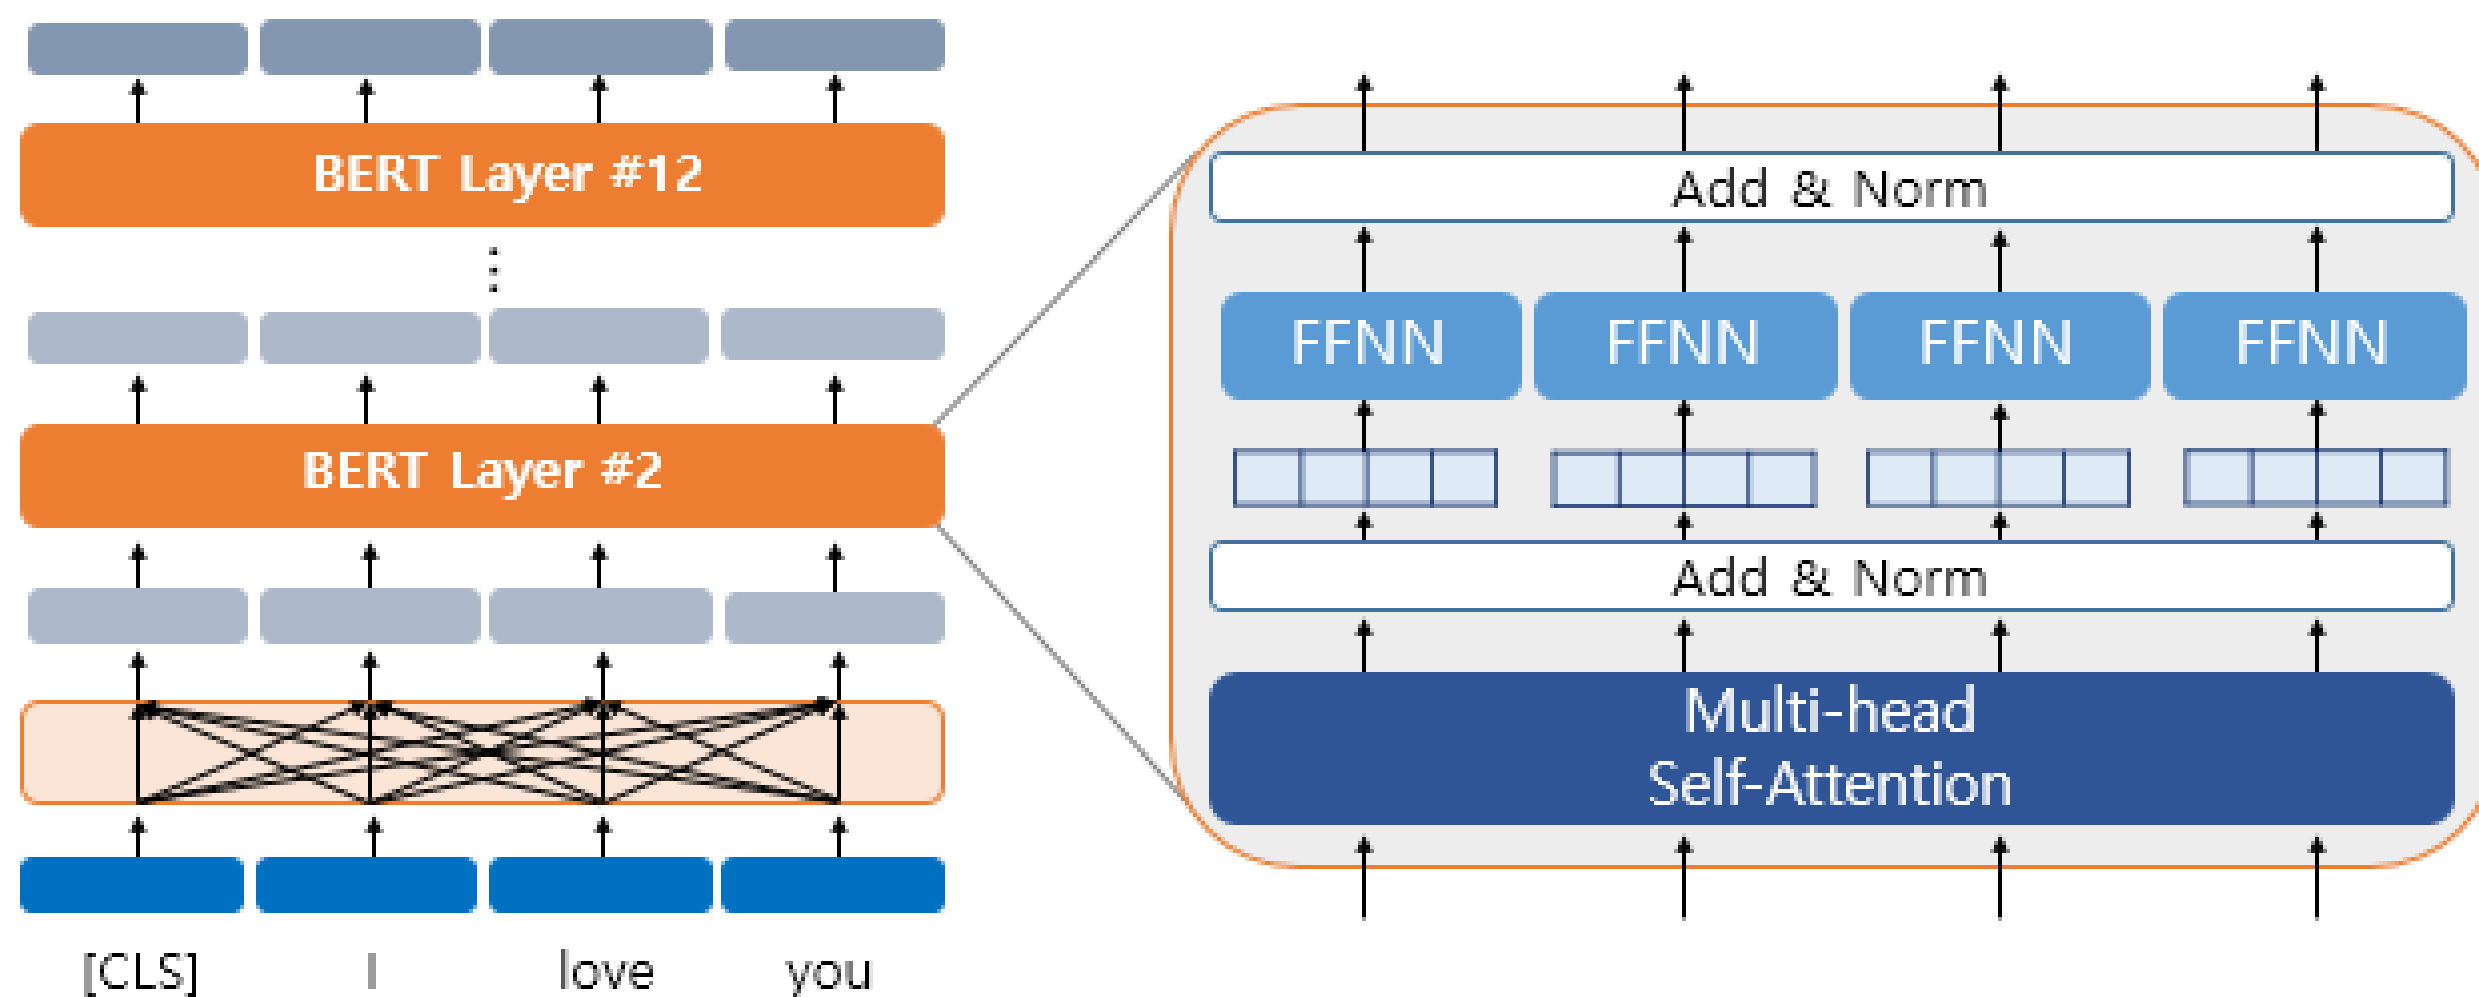 BERT Layer #12
BERT Layer #2
[CLS] I love you
Add & Norm
FFNN FFNN FFNN FFNN
Add & Norm
Multi-head
Self-Attention